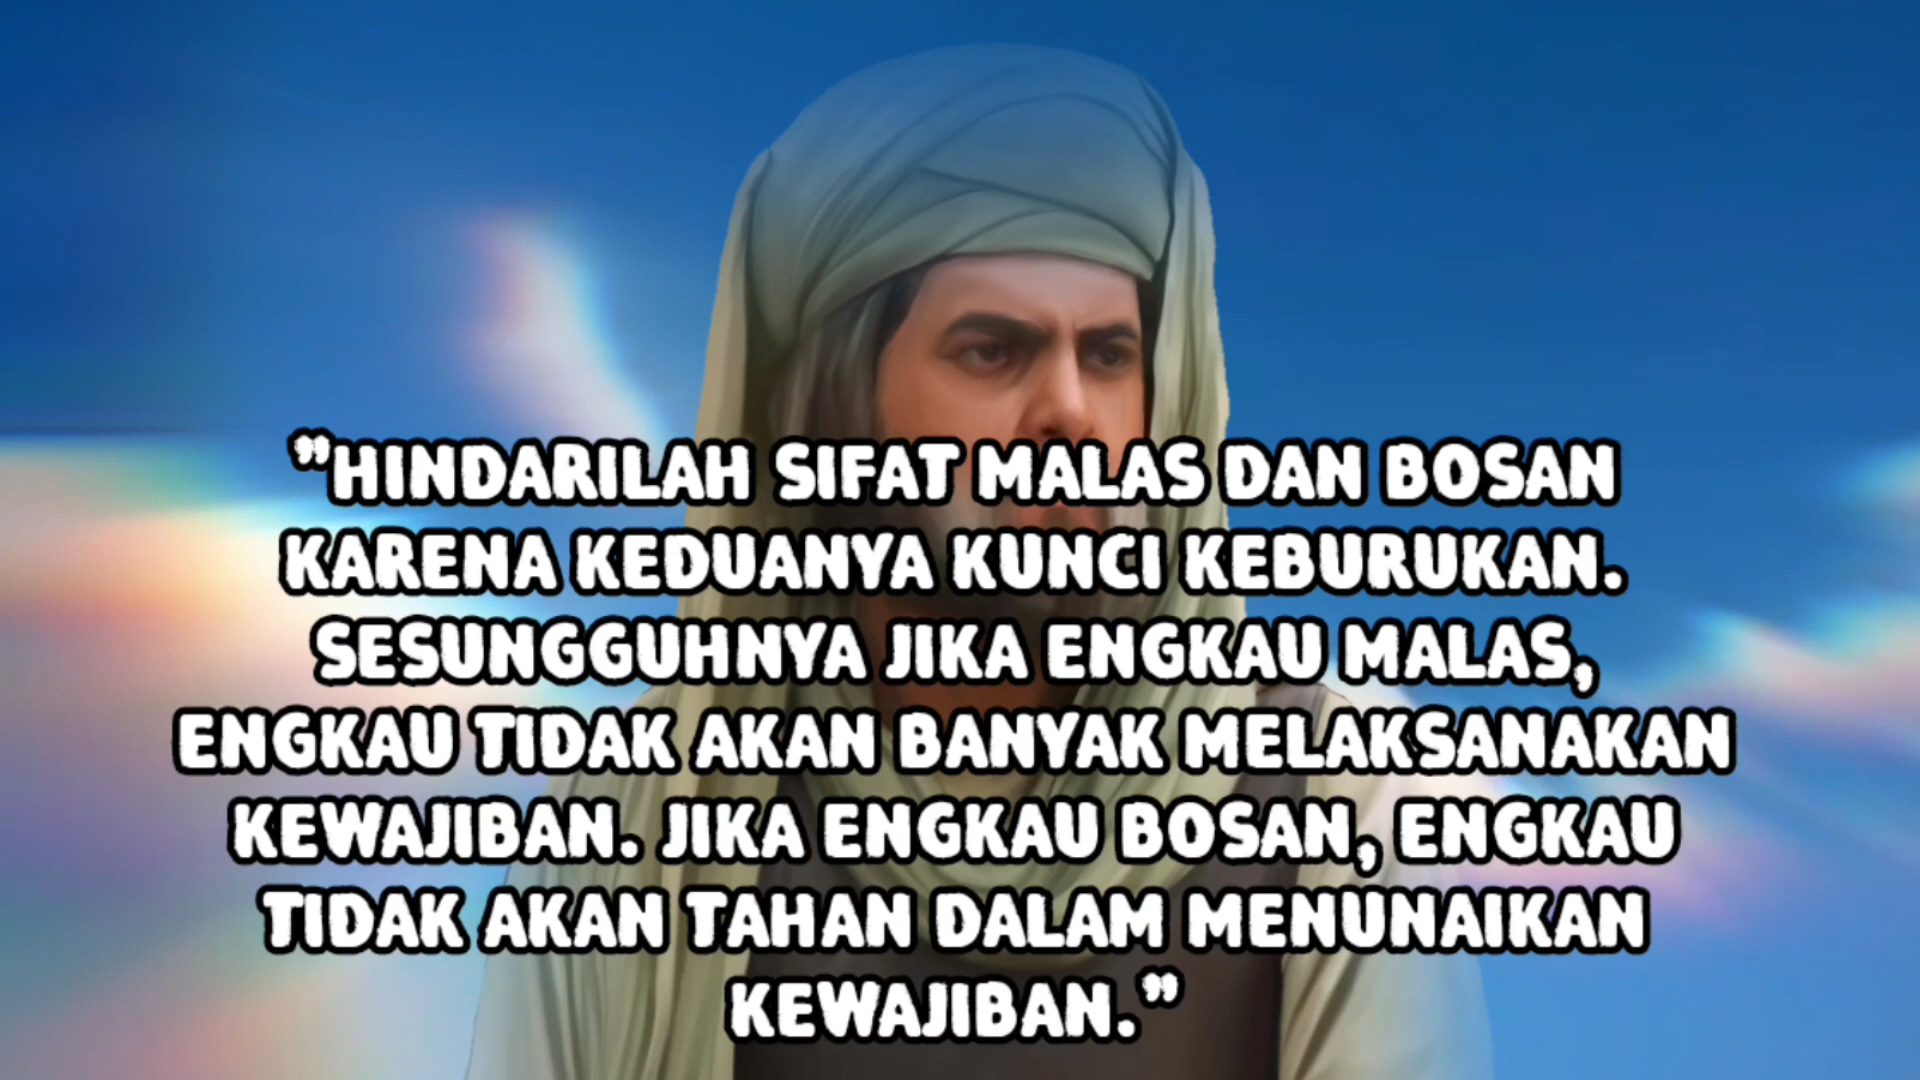 "HINDARILAH SIFAT MALAS DAN BOSAN
KARENA KEDUANYA KUNCI KEBURUKAN.
SESUNGGUHNYA JIKA ENGKAU MALAS,
ENGKAU TIDAK AKAN BANYAK MELAKSANAKAN
KEWAJIBAN. JIKA ENGKAU BOSAN, ENGKAU
TIDAK AKAN TAHAN DALAM MENUNAIKAN
KEWAJIBAN."